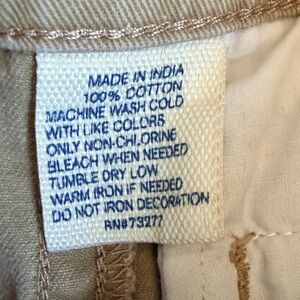 MADE IN INDIA
100% COTTON
MACHINE WASH COLD
WITH LIKE COLORS
ONLY NON-CHLORINE
BLEACH WHEN NEEDED
TUMBLE DRY LOW
WARM IRON IF NEEDED
DO NOT IRON DECORATION
RN#73277